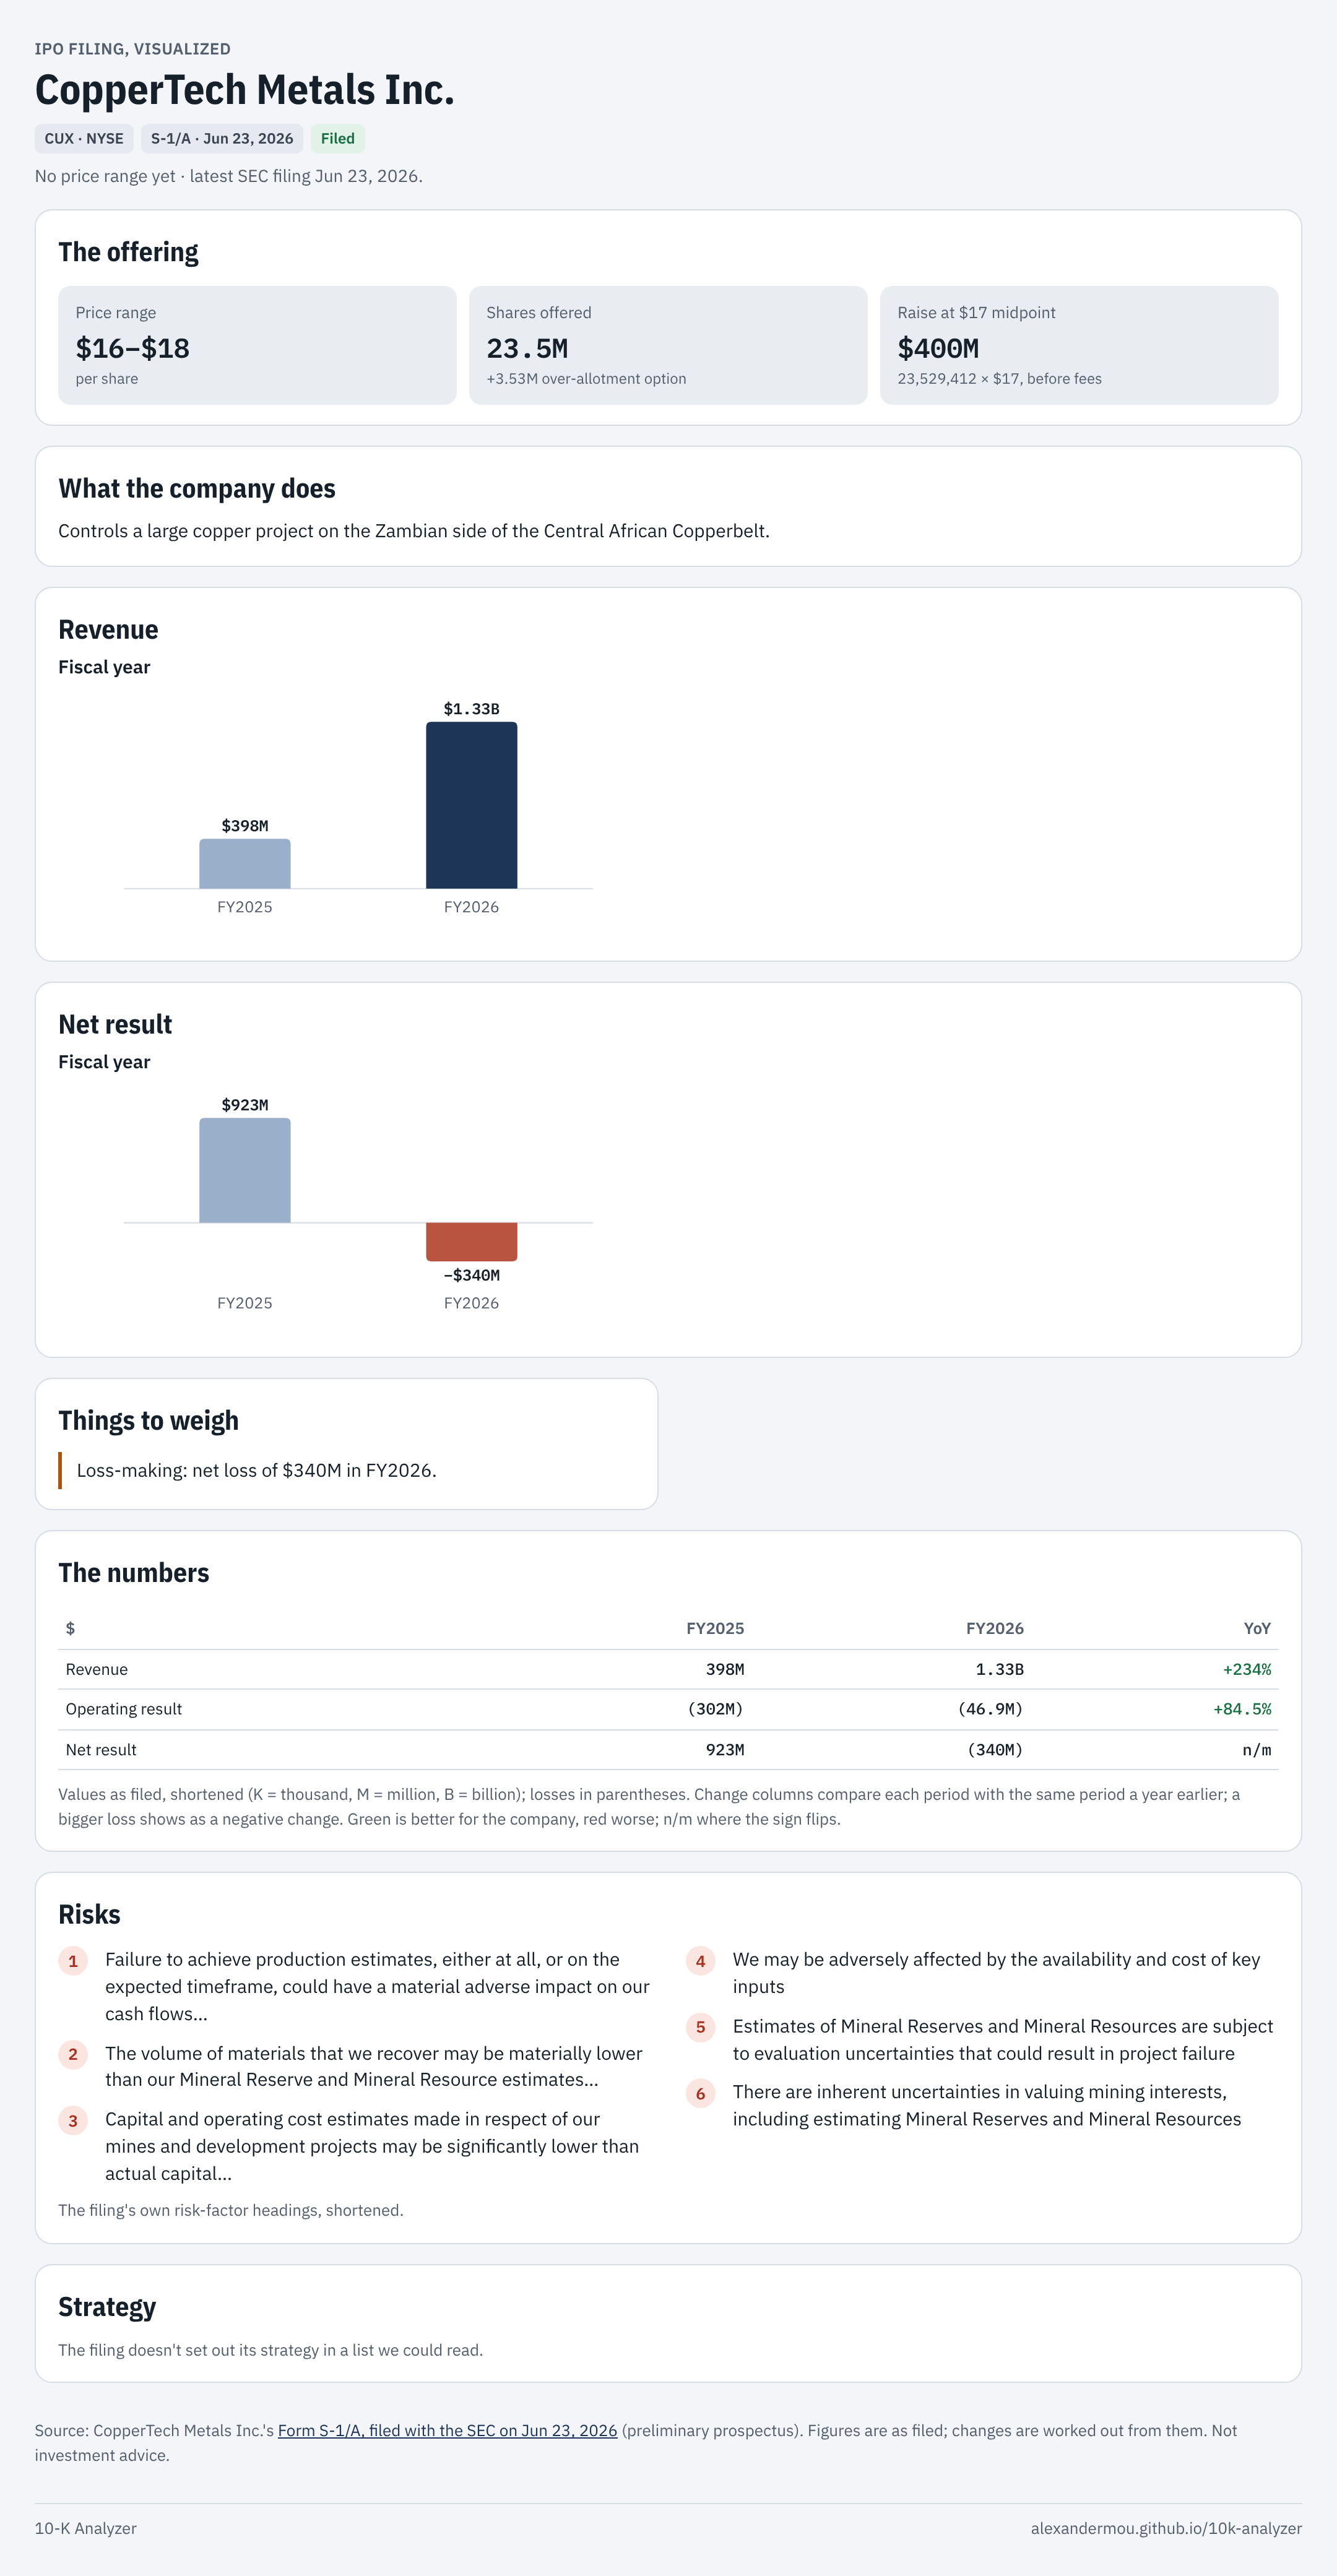 IPO FILING, VISUALIZED
CopperTech Metals Inc.
CUX · NYSE
S-1/A · Jun 23, 2026
Filed
No price range yet · latest SEC filing Jun 23, 2026.
The offering
Price range
$16–$18
per share
Shares offered
23.5M
+3.53M over-allotment option
Raise at $17 midpoint
$400M
23,529,412 × $17, before fees
What the company does
Controls a large copper project on the Zambian side of the Central African Copperbelt.
Revenue
Fiscal year
$398M
$1.33B
FY2025
FY2026
Net result
Fiscal year
$923M
−$340M
FY2025
FY2026
Things to weigh
Loss-making: net loss of $340M in FY2026.
The numbers
$ FY2025 FY2026 YoY
Revenue 398M 1.33B +234%
Operating result (302M) (46.9M) +84.5%
Net result 923M (340M) n/m
Values as filed, shortened (K = thousand, M = million, B = billion); losses in parentheses. Change columns compare each period with the same period a year earlier; a
bigger loss shows as a negative change. Green is better for the company, red worse; n/m where the sign flips.
Risks
1 Failure to achieve production estimates, either at all, or on the
expected timeframe, could have a material adverse impact on our
cash flows…
2 The volume of materials that we recover may be materially lower
than our Mineral Reserve and Mineral Resource estimates…
3 Capital and operating cost estimates made in respect of our
mines and development projects may be significantly lower than
actual capital…
4 We may be adversely affected by the availability and cost of key
inputs
5 Estimates of Mineral Reserves and Mineral Resources are subject
to evaluation uncertainties that could result in project failure
6 There are inherent uncertainties in valuing mining interests,
including estimating Mineral Reserves and Mineral Resources
The filing's own risk-factor headings, shortened.
Strategy
The filing doesn't set out its strategy in a list we could read.
Source: CopperTech Metals Inc.'s Form S-1/A, filed with the SEC on Jun 23, 2026 (preliminary prospectus). Figures are as filed; changes are worked out from them. Not
investment advice.
10-K Analyzer
alexandermou.github.io/10k-analyzer